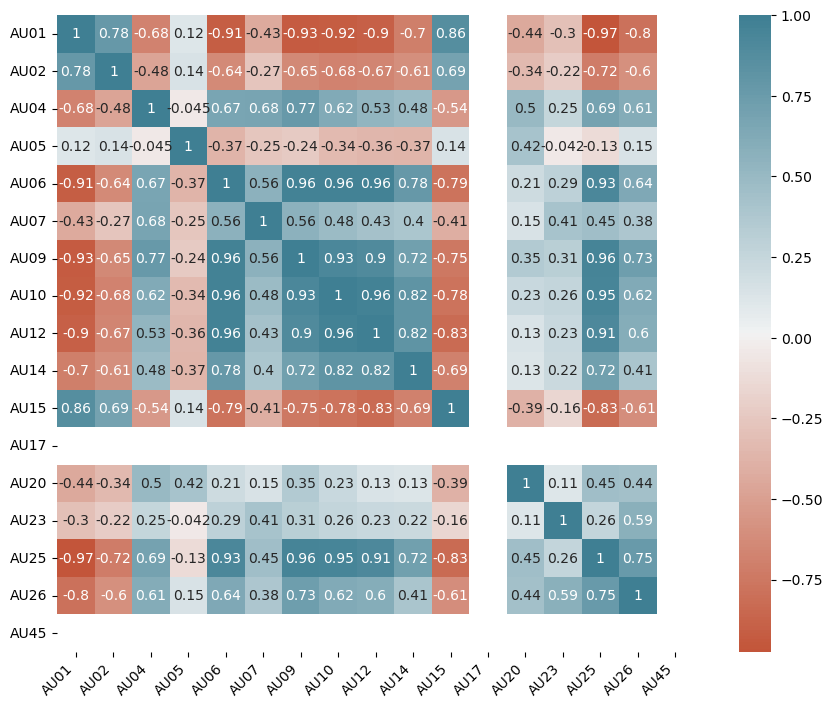 AU01 1 0.78 -0.68 0.12 -0.91 -0.43 -0.93 -0.92 -0.9 -0.7 0.86 -0.44 -0.3 -0.97 -0.8
AU02 0.78 1 -0.48 0.14 -0.64 -0.27 -0.65 -0.68 -0.67 -0.61 0.69 -0.34 -0.22 -0.72 -0.6
AU04 -0.68 -0.48 1 -0.045 0.67 0.68 0.77 0.62 0.53 0.48 -0.54 0.5 0.25 0.69 0.61
AU05 0.12 0.14 -0.045 1 -0.37 -0.25 -0.24 -0.34 -0.36 -0.37 0.14 0.42 -0.042 -0.13 0.15
AU06 -0.91 -0.64 0.67 -0.37 1 0.56 0.96 0.96 0.96 0.78 -0.79 0.21 0.29 0.93 0.64
AU07 -0.43 -0.27 0.68 -0.25 0.56 1 0.56 0.48 0.43 0.4 -0.41 0.15 0.41 0.45 0.38
AU09 -0.93 -0.65 0.77 -0.24 0.96 0.56 1 0.93 0.9 0.72 -0.75 0.35 0.31 0.96 0.73
AU10 -0.92 -0.68 0.62 -0.34 0.96 0.48 0.93 1 0.96 0.82 -0.78 0.23 0.26 0.95 0.62
AU12 -0.9 -0.67 0.53 -0.36 0.96 0.43 0.9 0.96 1 0.82 -0.83 0.13 0.23 0.91 0.6
AU14 -0.7 -0.61 0.48 -0.37 0.78 0.4 0.72 0.82 0.82 1 -0.69 0.13 0.22 0.72 0.41
AU15 0.86 0.69 -0.54 0.14 -0.79 -0.41 -0.75 -0.78 -0.83 -0.69 1 -0.39 -0.16 -0.83 -0.61
AU17
AU20 -0.44 -0.34 0.5 0.42 0.21 0.15 0.35 0.23 0.13 0.13 -0.39 1 0.11 0.45 0.44
AU23 -0.3 -0.22 0.25 -0.042 0.29 0.41 0.31 0.26 0.23 0.22 -0.16 0.11 1 0.26 0.59
AU25 -0.97 -0.72 0.69 -0.13 0.93 0.45 0.96 0.95 0.91 0.72 -0.83 0.45 0.26 1 0.75
AU26 -0.8 -0.6 0.61 0.15 0.64 0.38 0.73 0.62 0.6 0.41 -0.61 0.44 0.59 0.75 1
AU45
AU01 AU02 AU04 AU05 AU06 AU07 AU09 AU10 AU12 AU14 AU15 AU17 AU20 AU23 AU25 AU26 AU45
1.00
0.75
0.50
0.25
0.00
−0.25
−0.50
−0.75